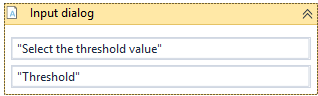 Input dialog
"Select the threshold value"
"Threshold"